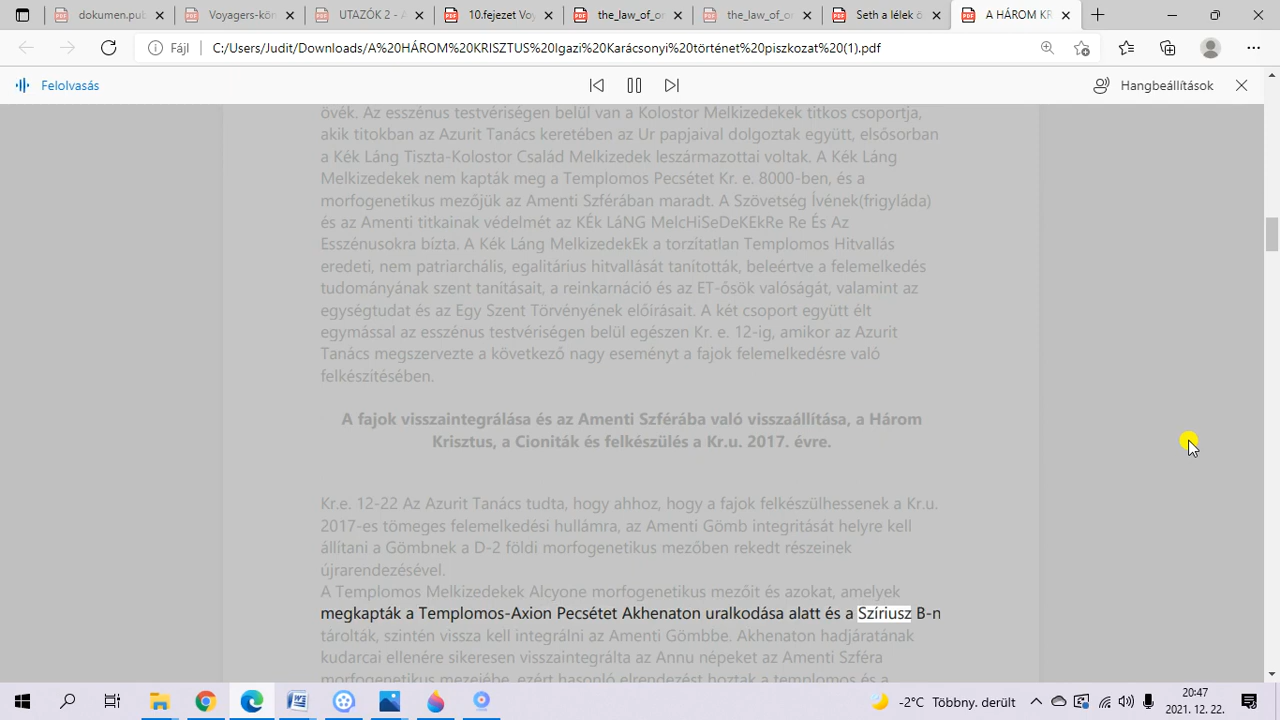 dokumen.pub
Voyagers-kön
UTAZÓK 2 - A
10.fejezet Voy
the_law_of_on
the_law_of_on
Seth a lélek ö
A HÁROM KR
Fájl
C:/Users/Judit/Downloads/A%20HÁROM%20KRISZTUS%20Igazi%20Karácsonyi%20történet%20piszkozat%20(1).pdf
Felolvasás
Hangbeállítások
övék. Az esszénus testvériségen belül van a Kolostor Melkizedekek titkos csoportja,
akik titokban az Azurit Tanács keretében az Ur papjaival dolgoztak együtt, elsősorban
a Kék Láng Tiszta-Kolostor Család Melkizedek leszármazottai voltak. A Kék Láng
Melkizedekek nem kapták meg a Templomos Pecsétet Kr. e. 8000-ben, és a
morfogenetikus mezőjük az Amenti Szférában maradt. A Szövetség Ívének(frigyláda)
és az Amenti titkainak védelmét az KÉk LáNG MelcHiSeDeKEkRe Re És Az
Esszénusokra bízta. A Kék Láng MelkizedekEk a torzítatlan Templomos Hitvallás
eredeti, nem patriarchális, egalitárius hitvallását tanították, beleértve a felemelkedés
tudományának szent tanításait, a reinkarnáció és az ET-ősök valóságát, valamint az
egységtudat és az Egy Szent Törvényének előírásait. A két csoport együtt élt
egymással az esszénus testvériségen belül egészen Kr. e. 12-ig, amikor az Azurit
Tanács megszervezte a következő nagy eseményt a fajok felemelkedésre való
felkészítésében.
A fajok visszaintegrálása és az Amenti Szférába való visszaállítása, a Három
Krisztus, a Cioniták és felkészülés a Kr.u. 2017. évre.
Kr.e. 12-22 Az Azurit Tanács tudta, hogy ahhoz, hogy a fajok felkészülhessenek a Kr.u.
2017-es tömeges felemelkedési hullámra, az Amenti Gömb integritását helyre kell
állítani a Gömbnek a D-2 földi morfogenetikus mezőben rekedt részeinek
újrarendezésével.
A Templomos Melkizedekek Alcyone morfogenetikus mezőit és azokat, amelyek
megkapták a Templomos-Axion Pecsétet Akhenaton uralkodása alatt és a Szíriusz B-n
tárolták, szintén vissza kell integrálni az Amenti Gömbbe. Akhenaton hadjáratának
kudarcai ellenére sikeresen visszaintegrálta az Annu népeket az Amenti Szféra
morfogenetikus mezejébe, ezért hasonló elrendezést hoztak a templomos és a
-2°C Többny. derült
20:47
2021. 12. 22.